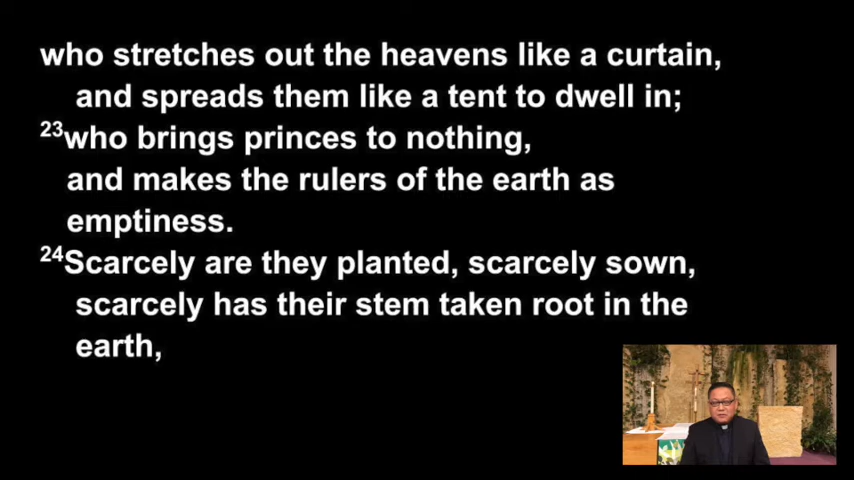 who stretches out the heavens like a curtain,
and spreads them like a tent to dwell in;
23who brings princes to nothing,
and makes the rulers of the earth as
emptiness.
24Scarcely are they planted, scarcely sown,
scarcely has their stem taken root in the
earth,